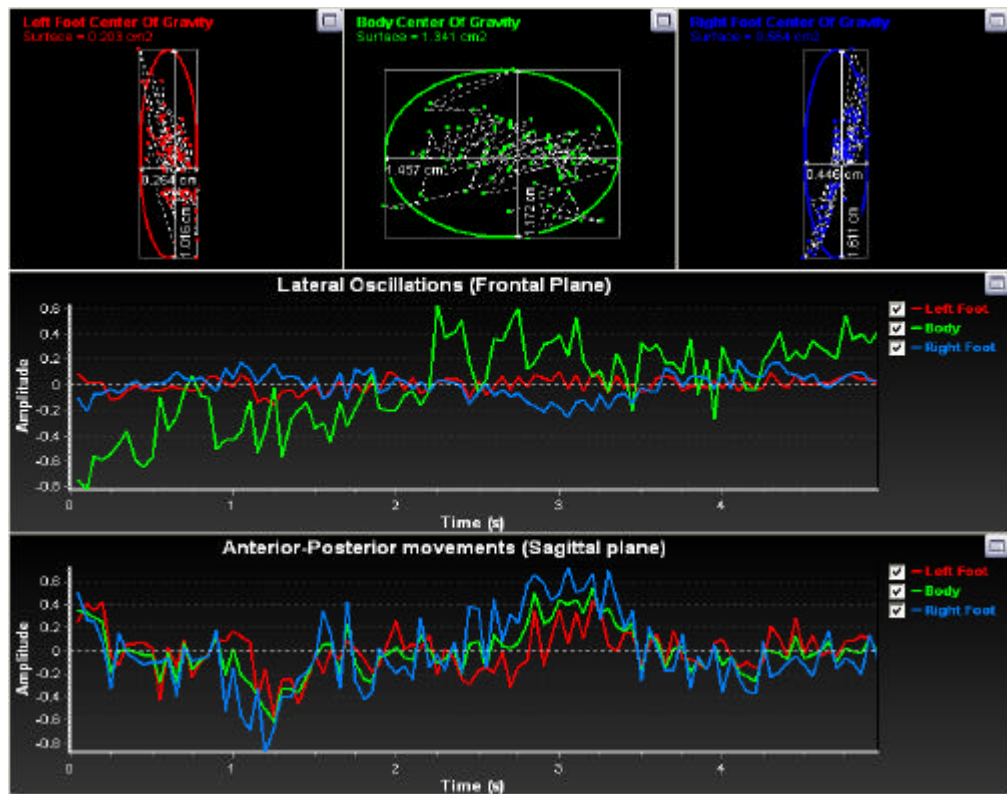 Left Foot Center Of Gravity
Surface = 0.203 cm2
0.264 cm
1.016 cm
Body Center Of Gravity
Surface = 1.341 cm2
1.457 cm
1.172 cm
Right Foot Center Of Gravity
Surface = 0.564 cm2
0.446 cm
1.611 cm
Lateral Oscillations (Frontal Plane)
Left Foot
Body
Right Foot
Amplitude
0.6
0.4
0.2
0
-0.2
-0.4
-0.6
-0.8
0
1
2
3
4
Time (s)
Anterior-Posterior movements (Sagittal plane)
Left Foot
Body
Right Foot
Amplitude
0.6
0.4
0.2
0
-0.2
-0.4
-0.6
-0.8
0
1
2
3
4
Time (s)